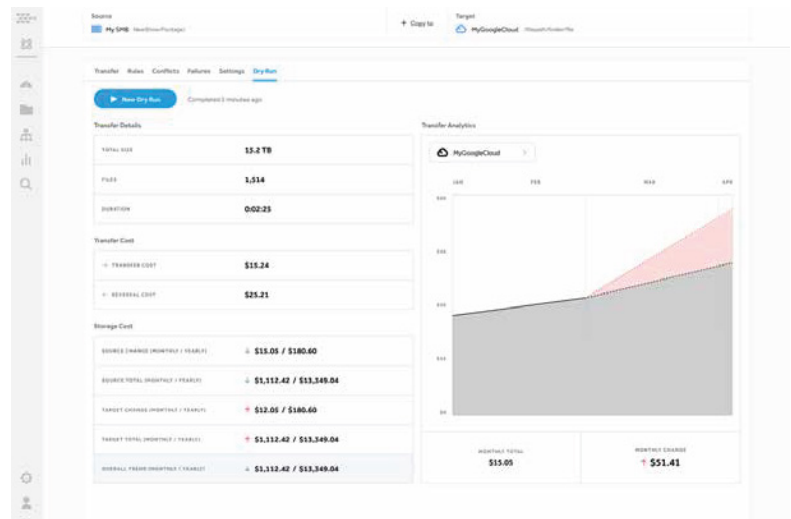 Source
My SMB
+ Copy to
Target
MyGoogleCloud
Transfer Rules Conflicts Failures Settings Dry Run
New Dry Run
Completed 2 minutes ago
Transfer Details
TOTAL SIZE 15.2 TB
FILES 1,514
DURATION 0:02:25
Transfer Cost
TRANSFER COST $15.24
REVERSAL COST $25.21
Storage Cost
SOURCE CHANGE (MONTHLY / YEARLY) $15.05 / $180.60
SOURCE TOTAL (MONTHLY / YEARLY) $1,112.42 / $13,349.04
TARGET CHANGE (MONTHLY / YEARLY) $12.05 / $180.60
TARGET TOTAL (MONTHLY / YEARLY) $1,112.42 / $13,349.04
OVERALL TREND (MONTHLY / YEARLY) $1,112.42 / $13,349.04
Transfer Analytics
MyGoogleCloud
JAN FEB MAR APR
MONTHLY TOTAL
$15.05
MONTHLY CHANGE
$51.41